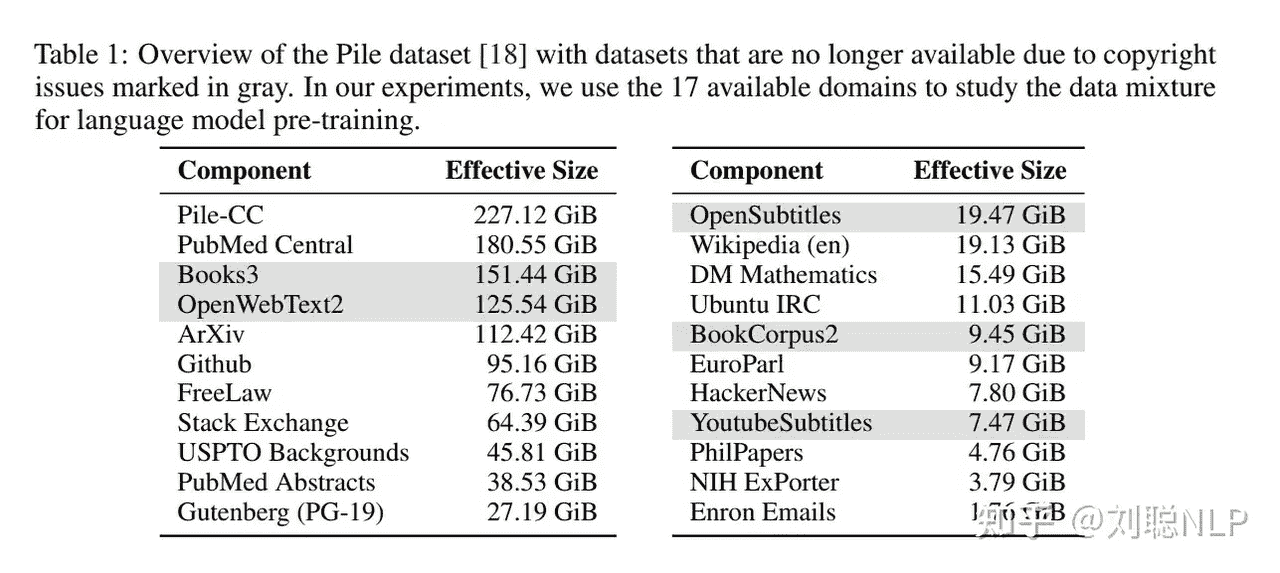 Table 1: Overview of the Pile dataset [18] with datasets that are no longer available due to copyright
issues marked in gray. In our experiments, we use the 17 available domains to study the data mixture
for language model pre-training.
Component Effective Size
Pile-CC 227.12 GiB
PubMed Central 180.55 GiB
Books3 151.44 GiB
OpenWebText2 125.54 GiB
ArXiv 112.42 GiB
Github 95.16 GiB
FreeLaw 76.73 GiB
Stack Exchange 64.39 GiB
USPTO Backgrounds 45.81 GiB
PubMed Abstracts 38.53 GiB
Gutenberg (PG-19) 27.19 GiB
Component Effective Size
OpenSubtitles 19.47 GiB
Wikipedia (en) 19.13 GiB
DM Mathematics 15.49 GiB
Ubuntu IRC 11.03 GiB
BookCorpus2 9.45 GiB
EuroParl 9.17 GiB
HackerNews 7.80 GiB
YoutubeSubtitles 7.47 GiB
PhilPapers 4.76 GiB
NIH ExPorter 3.79 GiB
Enron Emails
知乎 @刘聪NLP